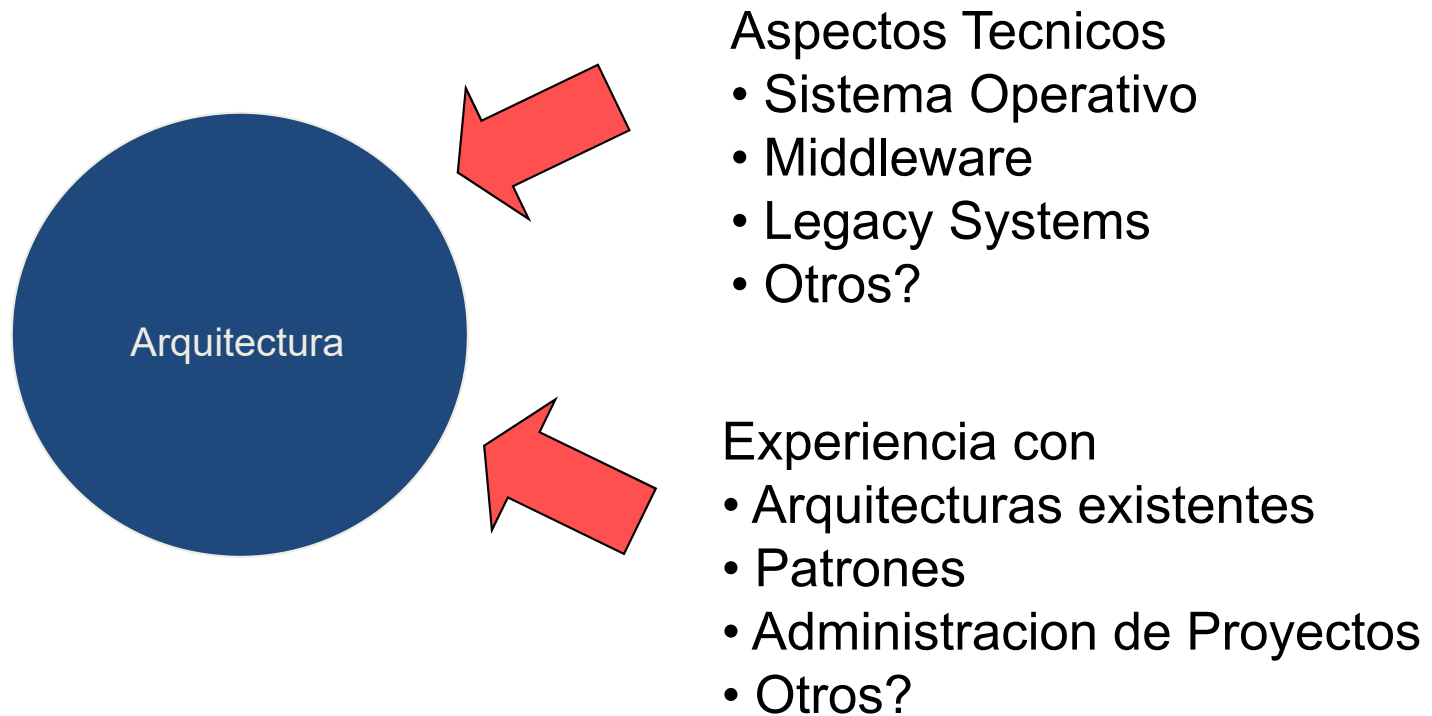 Aspectos Tecnicos
• Sistema Operativo
• Middleware
• Legacy Systems
• Otros?
Arquitectura
Experiencia con
• Arquitecturas existentes
• Patrones
• Administracion de Proyectos
• Otros?